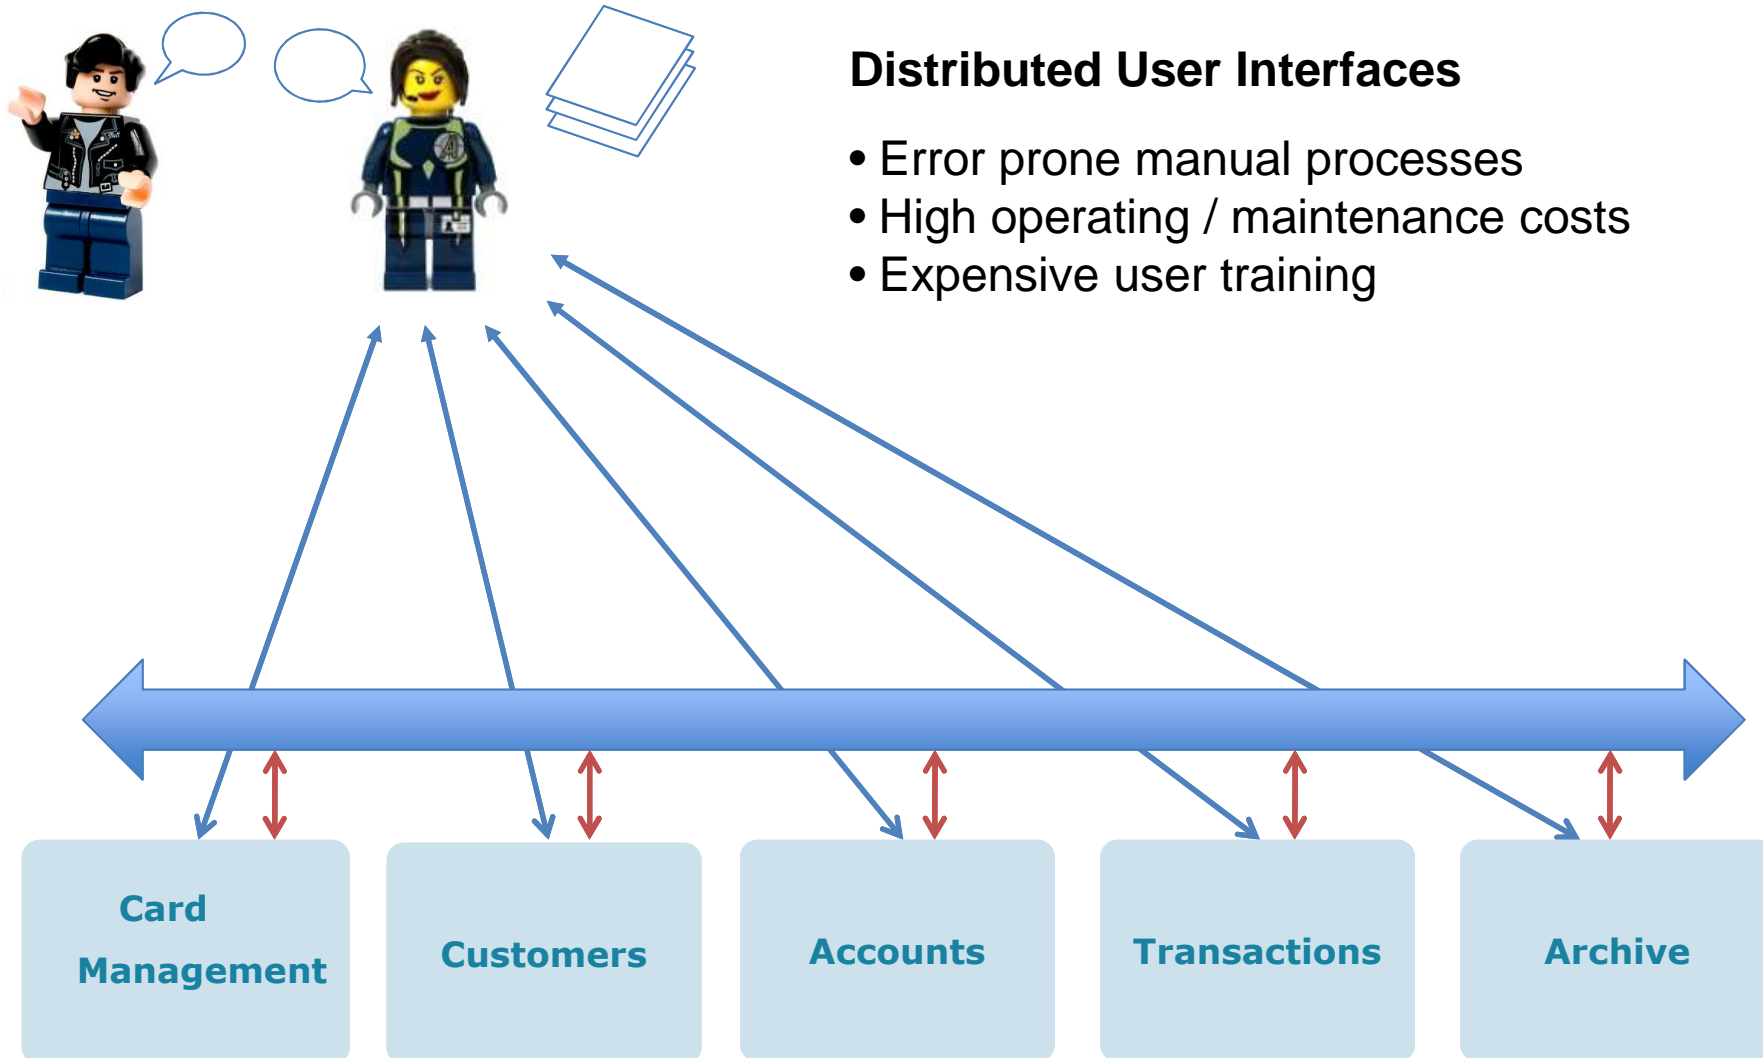 Distributed User Interfaces
• Error prone manual processes
• High operating / maintenance costs
• Expensive user training
Card
Management
Customers
Accounts
Transactions
Archive